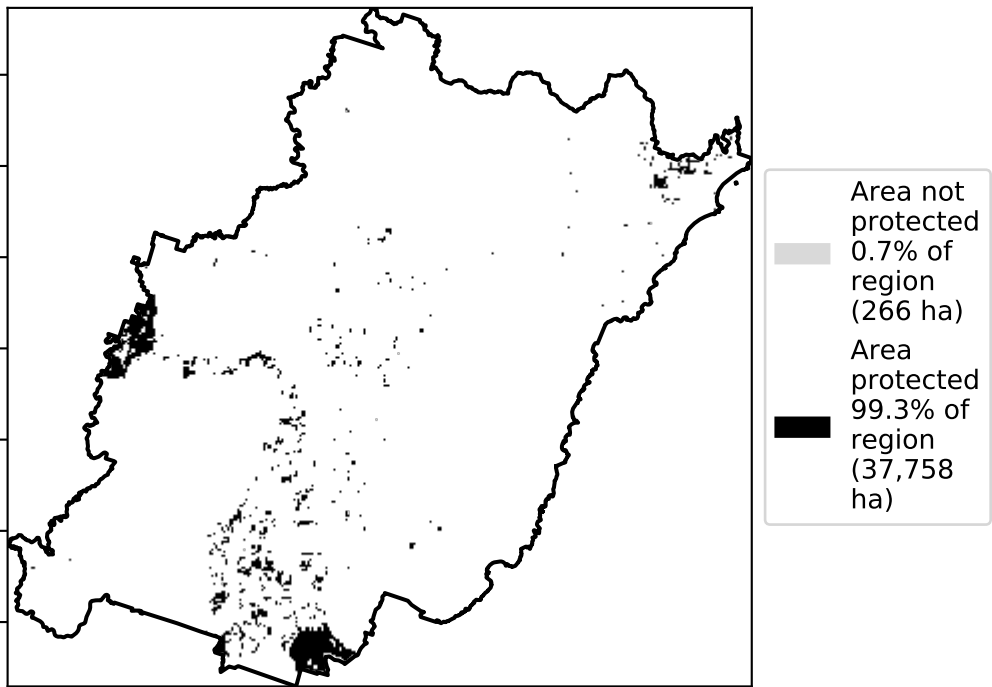 Area not
protected
0.7% of
region
(266 ha)
Area
protected
99.3% of
region
(37,758
ha)